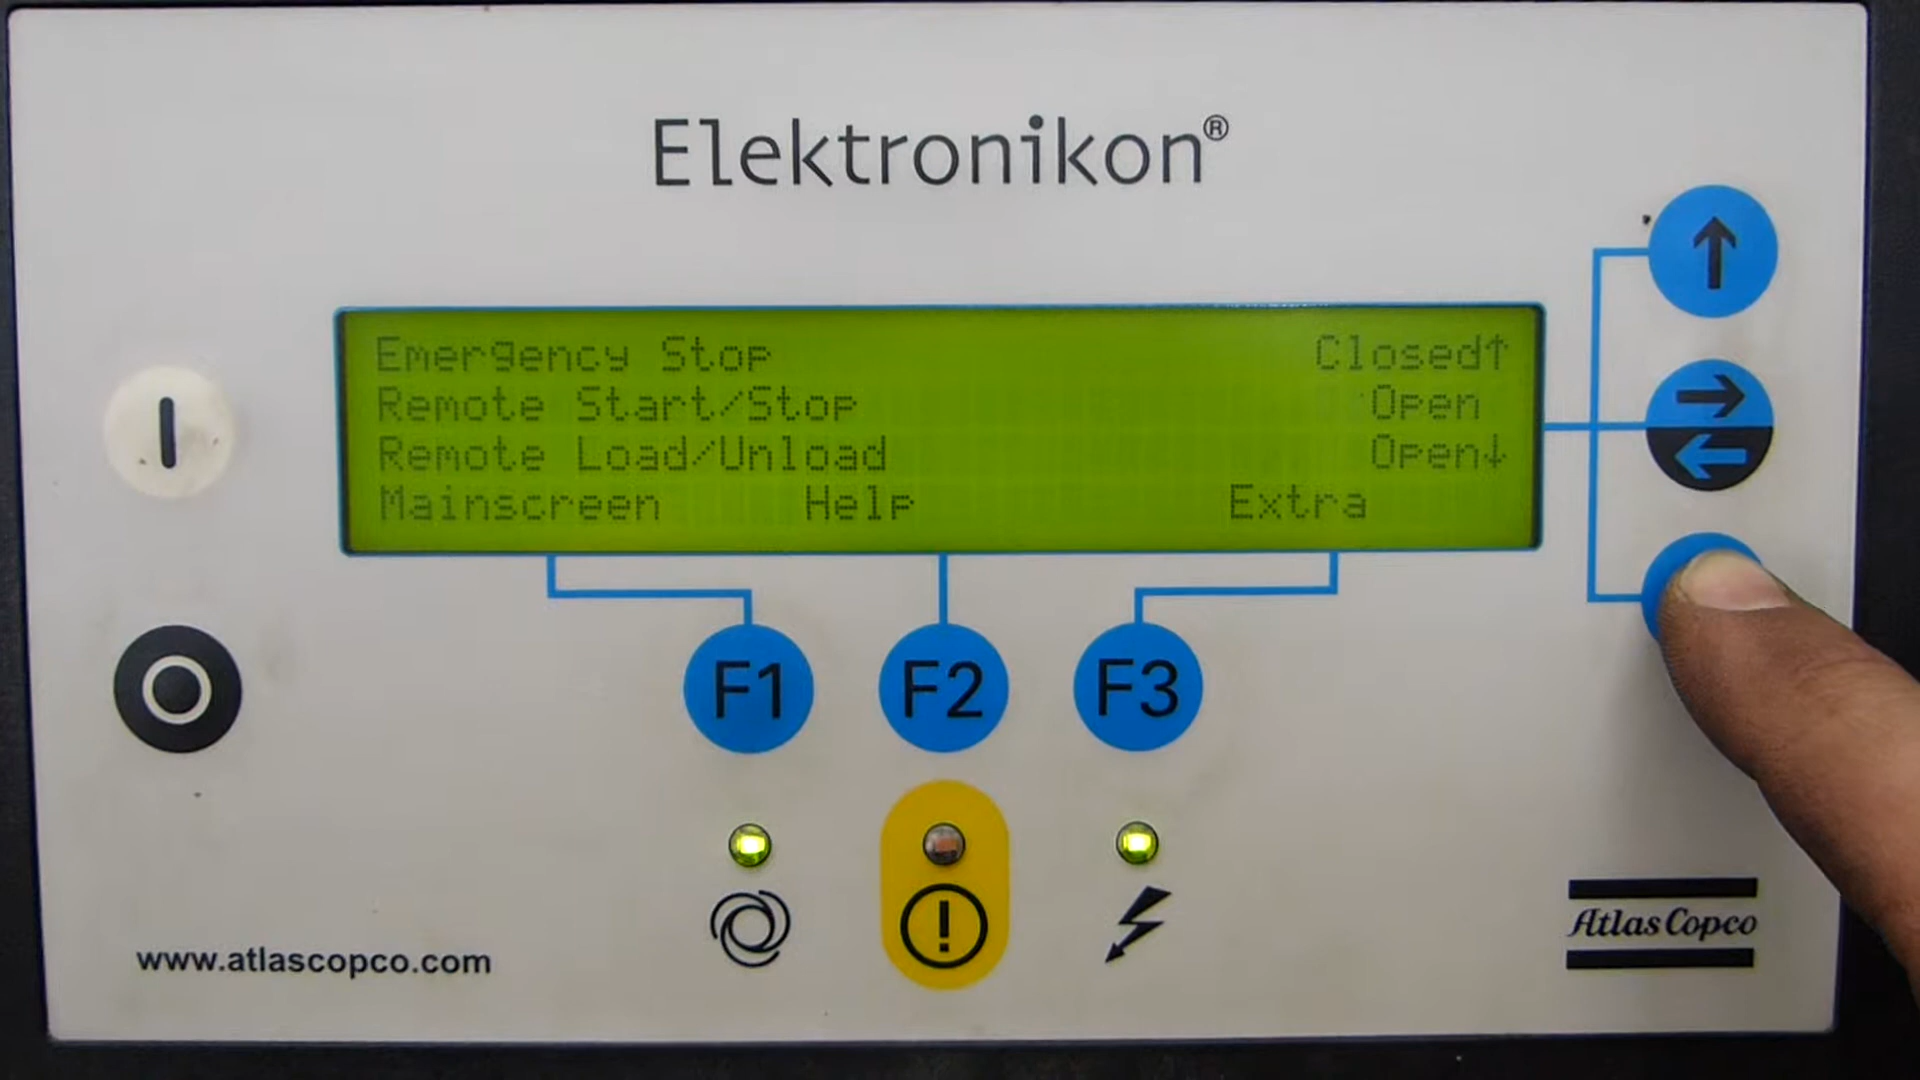 Elektronikon®
Emergency Stop Closed↑
Remote Start/Stop Open
Remote Load/Unload Open↓
Mainscreen Help Extra
F1 F2 F3
www.atlascopco.com
Atlas Copco